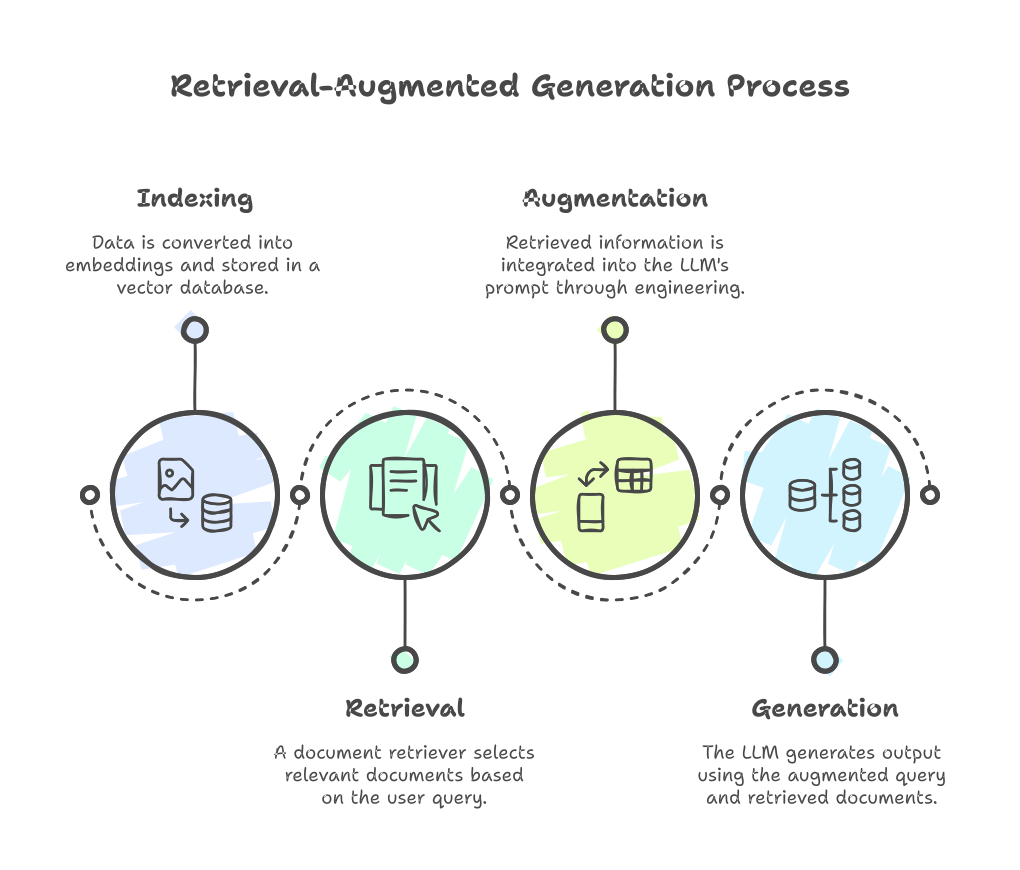 Retrieval-Augmented Generation Process
Indexing
Data is converted into
embeddings and stored in a
vector database.
Augmentation
Retrieved information is
integrated into the LLM's
prompt through engineering.
Retrieval
A document retriever selects
relevant documents based
on the user query.
Generation
The LLM generates output
using the augmented query
and retrieved documents.